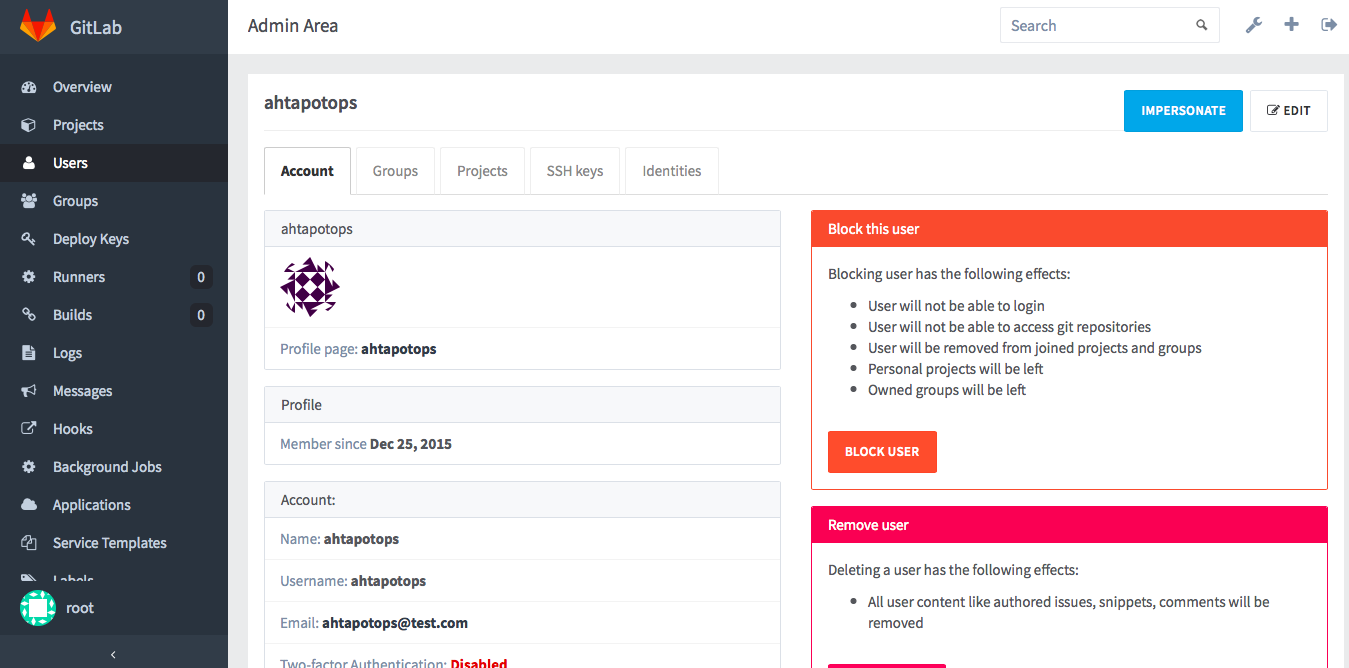 GitLab
Admin Area
Search
Overview
Projects
Users
Groups
Deploy Keys
Runners 0
Builds 0
Logs
Messages
Hooks
Background Jobs
Applications
Service Templates
Labels
root
ahtapotops
IMPERSONATE
EDIT
Account Groups Projects SSH keys Identities
ahtapotops
Profile page: ahtapotops
Profile
Member since Dec 25, 2015
Account:
Name: ahtapotops
Username: ahtapotops
Email: ahtapotops@test.com
Two-factor Authentication: Disabled
Block this user
Blocking user has the following effects:
User will not be able to login
User will not be able to access git repositories
User will be removed from joined projects and groups
Personal projects will be left
Owned groups will be left
BLOCK USER
Remove user
Deleting a user has the following effects:
All user content like authored issues, snippets, comments will be
removed